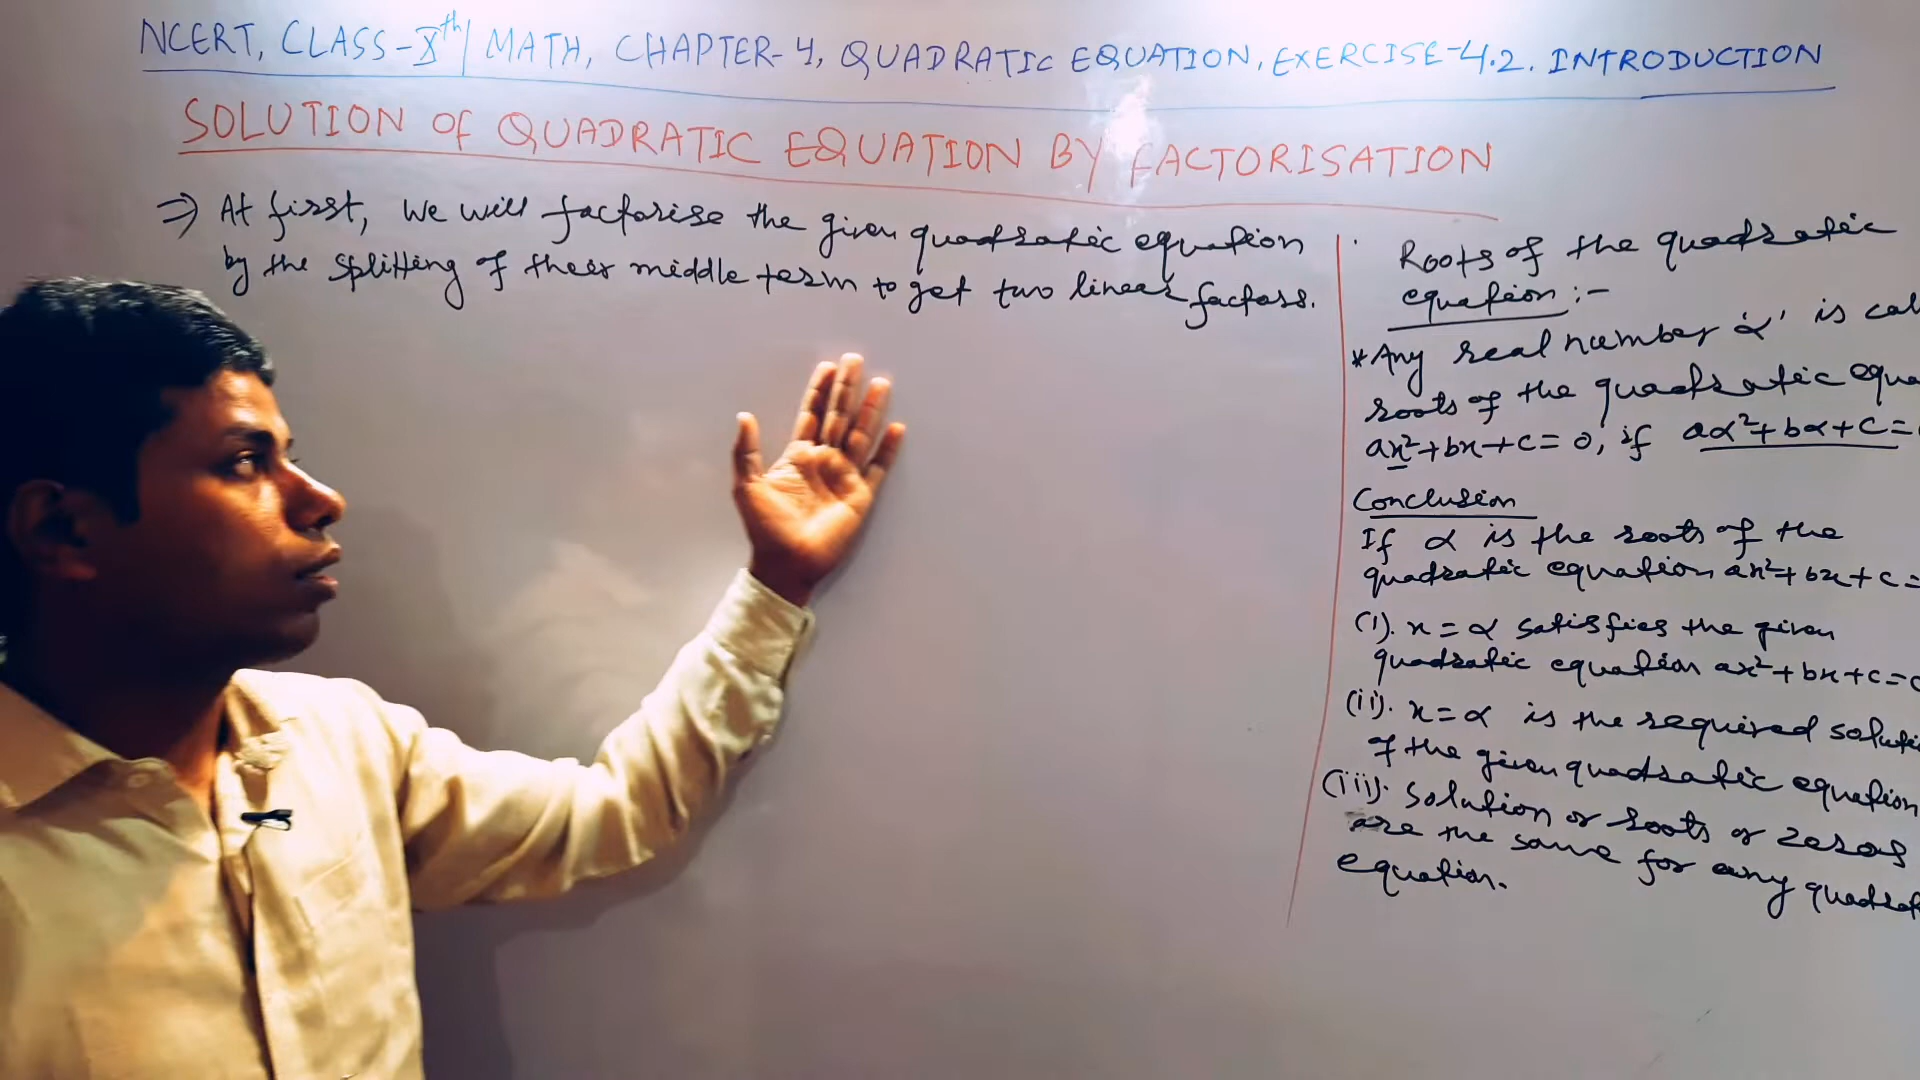 NCERT, CLASS-Xth/ MATH, CHAPTER-4, QUADRATIC EQUATION, EXERCISE-4.2. INTRODUCTION
SOLUTION Of QUADRATIC EQUATION BY fACTORISATION
⇒ At first, We will factorise the given quadratic equation
by the splitting of their middle term to get two linear factors.
Roots of the quadratic
equation :-
*Any real number 'α' is cal
roots of the quadratic equa
ax²+bx+c=0, if aα²+bα+c=
Conclusion
If α is the roots of the
quadratic equation ax²+bx+c=
(i). x=α satisfies the given
quadratic equation ax²+bx+c=0
(ii). x=α is the required soluti
of the given quadratic equation
(iii). Solution or roots or zeros
are the same for any quadrat
equation.